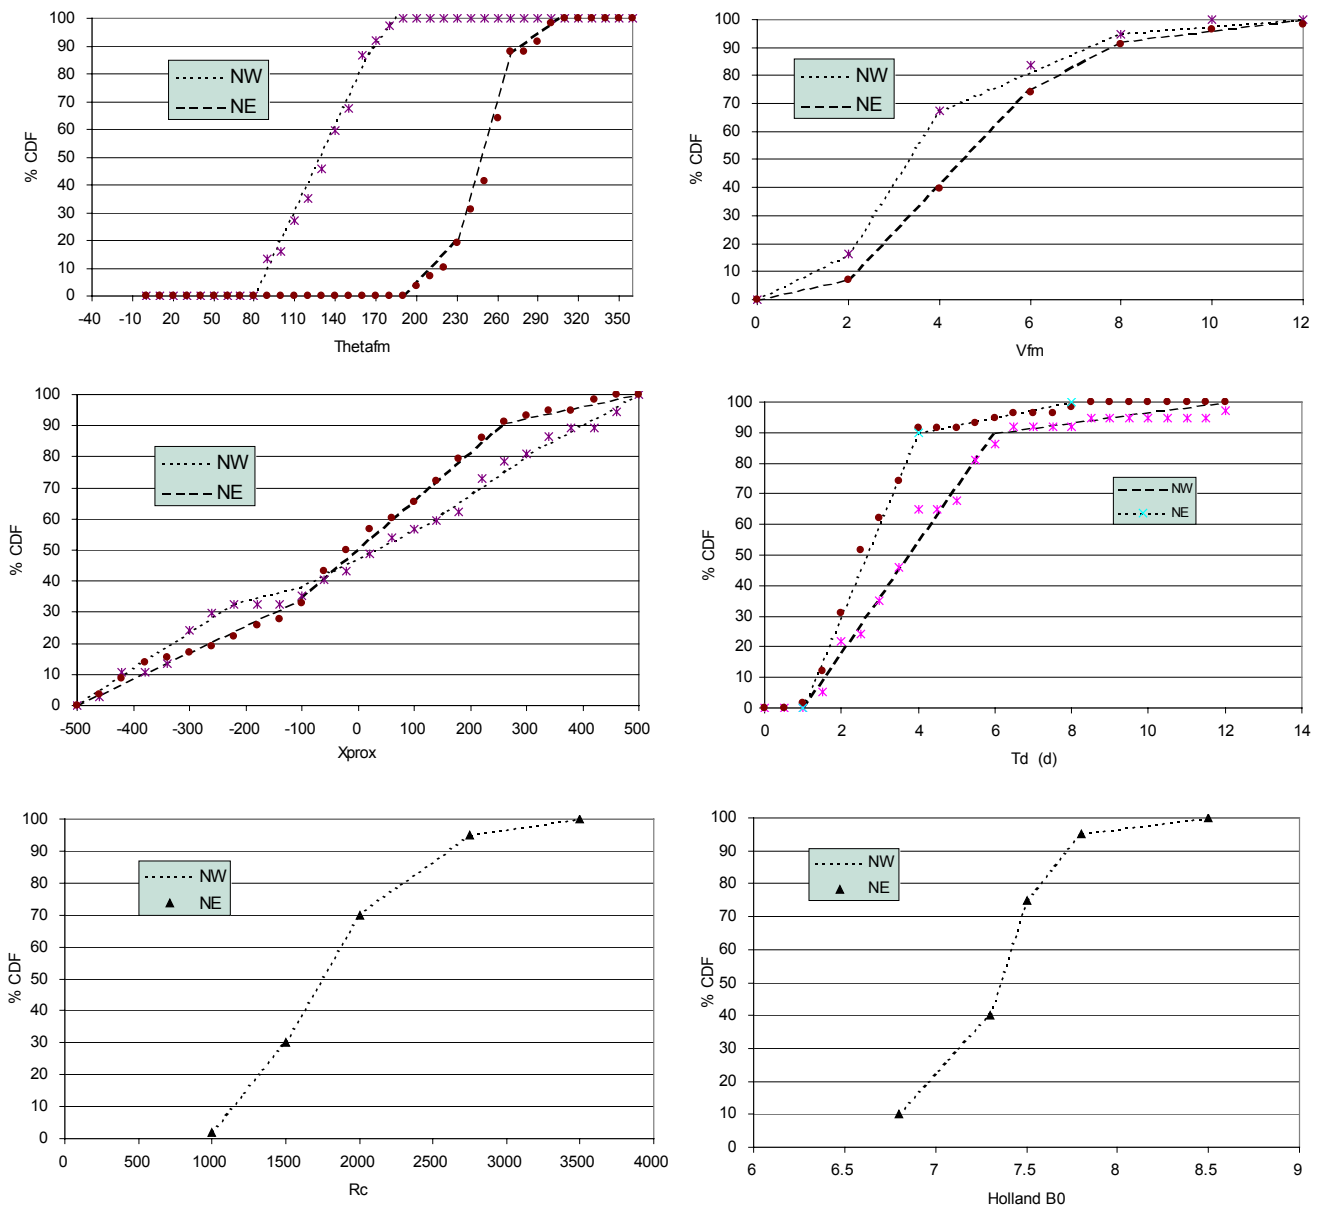 100
90
80
70
60
50
40
30
20
10
0
% CDF
NW
NE
-40 -10 20 50 80 110 140 170 200 230 260 290 320 350
Thetafm
100
90
80
70
60
50
40
30
20
10
0
% CDF
NW
NE
0 2 4 6 8 10 12
Vfm
100
90
80
70
60
50
40
30
20
10
0
% CDF
NW
NE
-500 -400 -300 -200 -100 0 100 200 300 400 500
Xprox
100
90
80
70
60
50
40
30
20
10
0
% CDF
NW
NE
0 2 4 6 8 10 12 14
Td (d)
100
90
80
70
60
50
40
30
20
10
0
% CDF
NW
NE
0 500 1000 1500 2000 2500 3000 3500 4000
Rc
100
90
80
70
60
50
40
30
20
10
0
% CDF
NW
NE
6 6.5 7 7.5 8 8.5 9
Holland B0